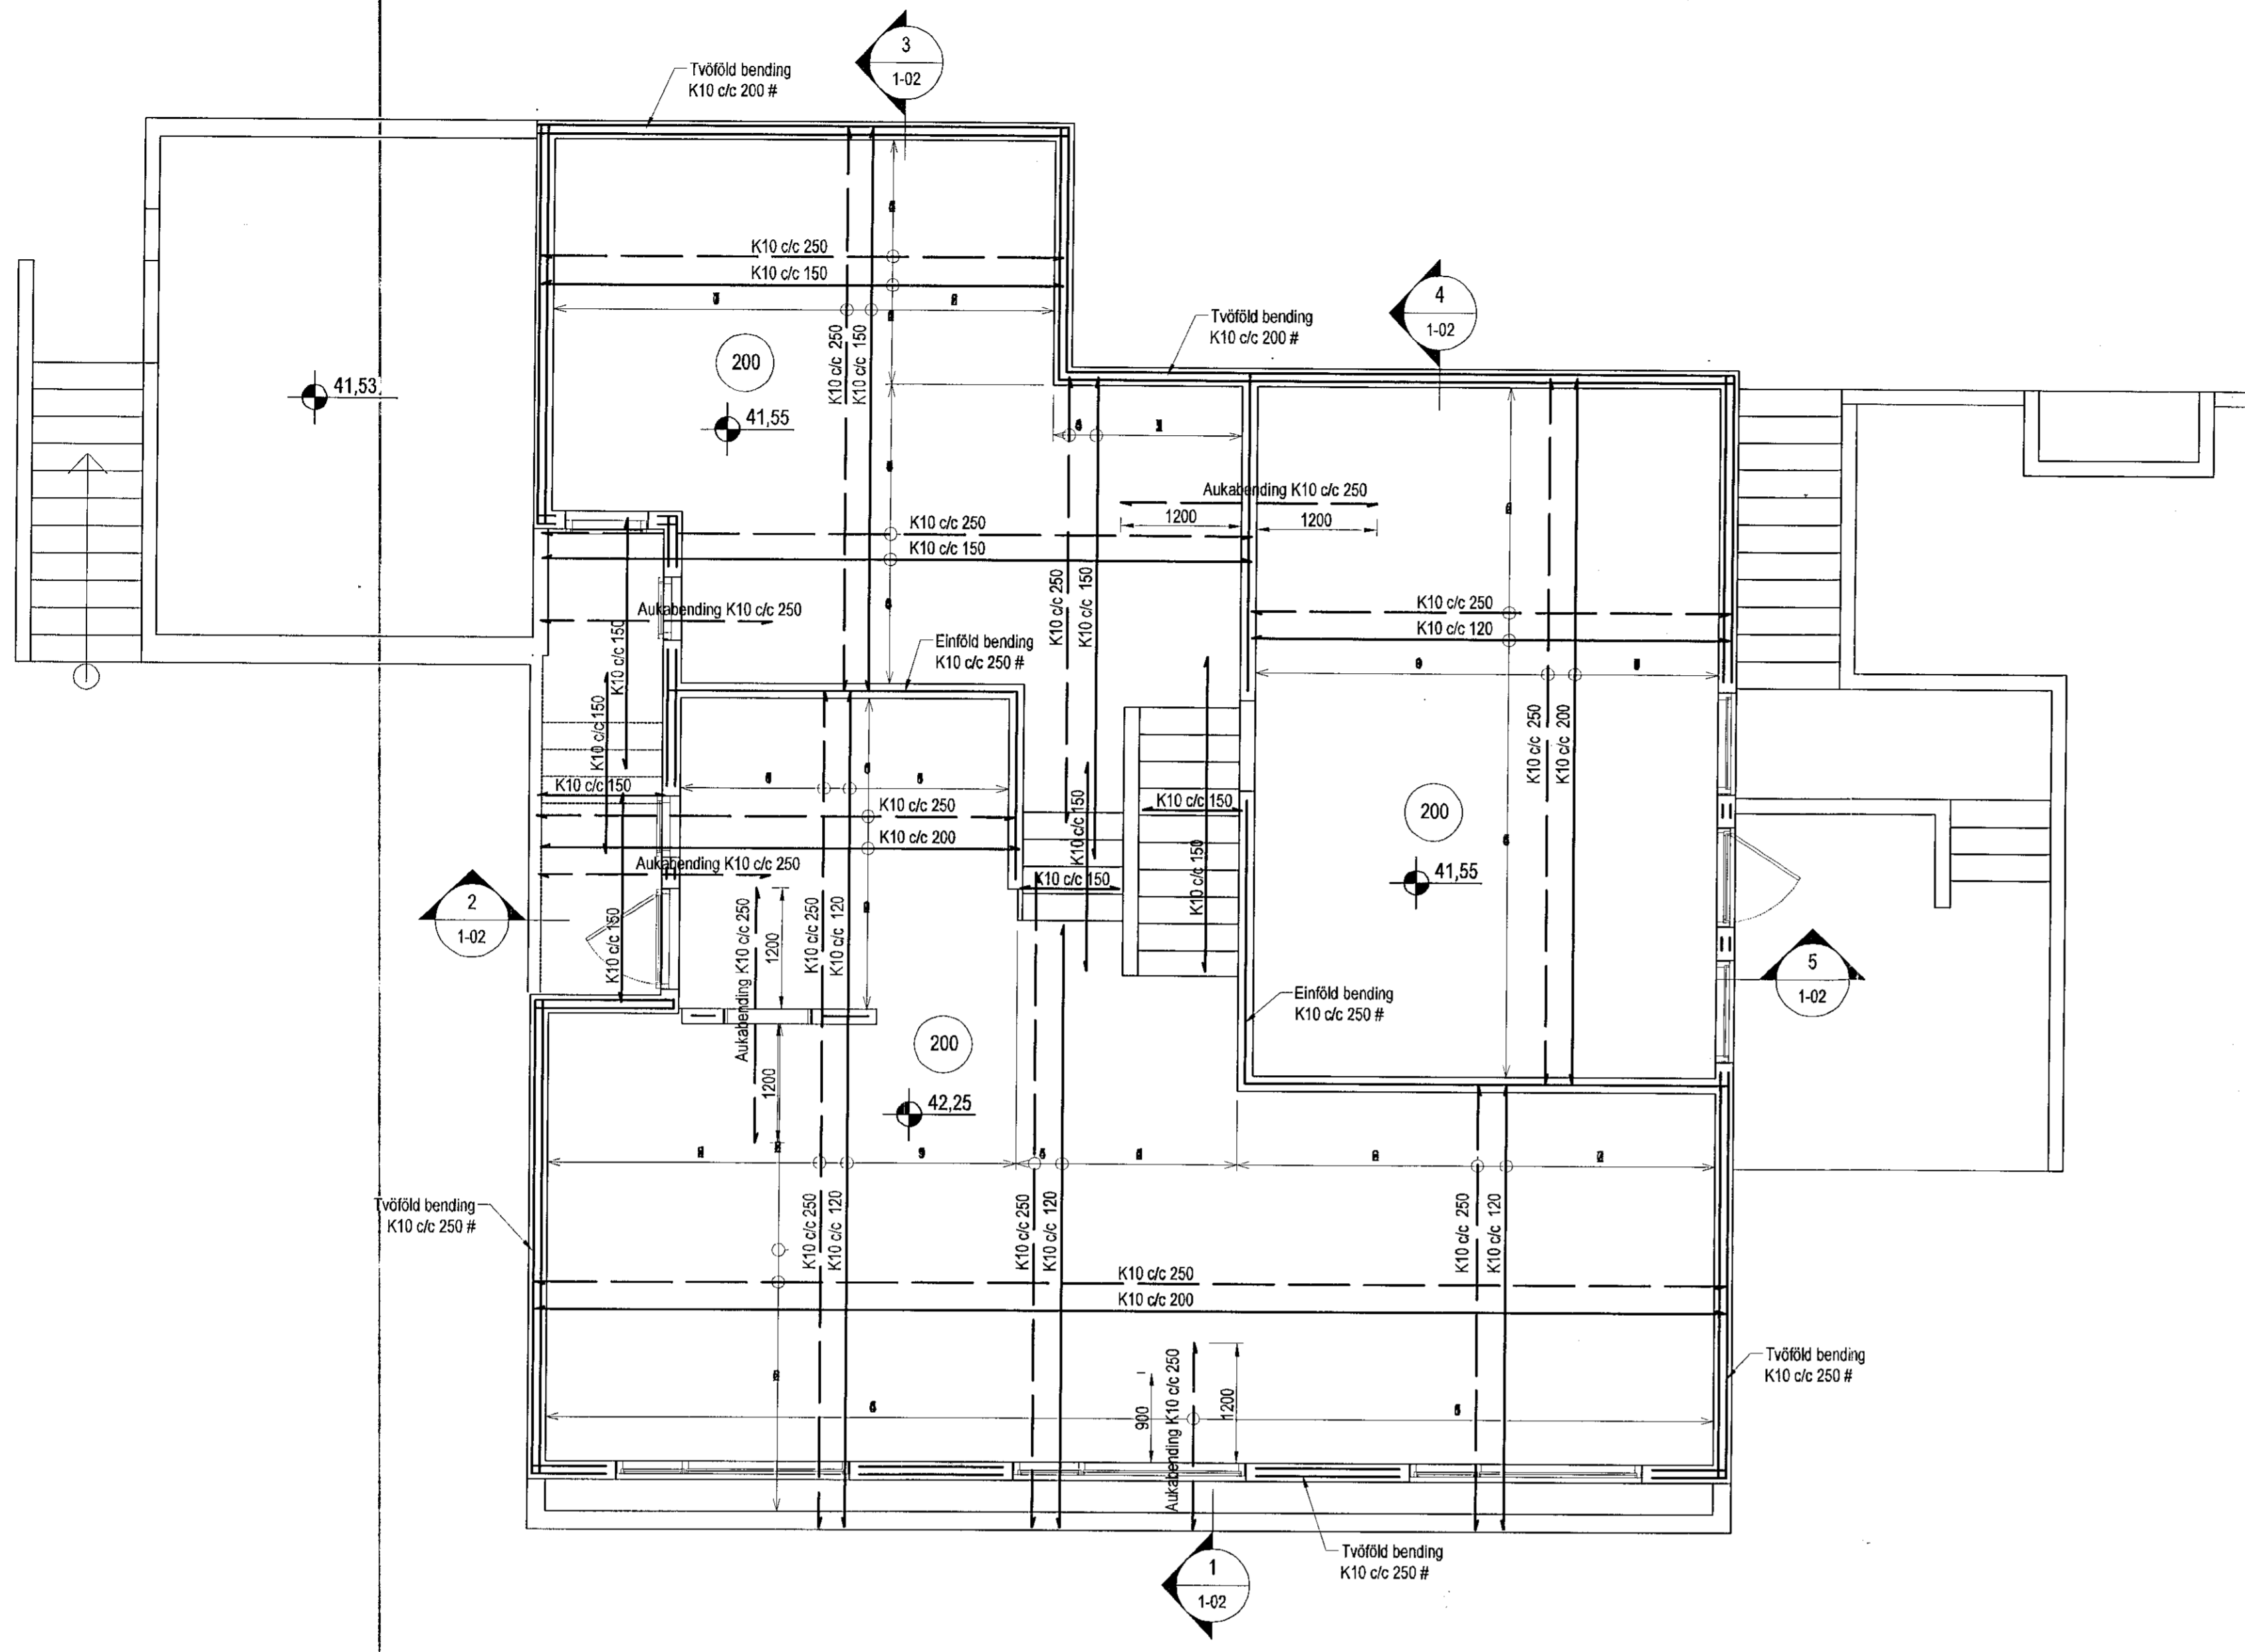 3
1-02
Tvöföld bending
K10 c/c 200 #
K10 c/c 250
K10 c/c 150
4
1-02
Tvöföld bending
K10 c/c 200 #
K10 c/c 250
K10 c/c 150
200
41,53
41,55
Aukabending K10 c/c 250
1200
1200
K10 c/c 250
K10 c/c 150
K10 c/c 250
K10 c/c 150
K10 c/c 250
K10 c/c 120
Aukabending K10 c/c 250
K10 c/c 150
K10 c/c 150
Einföld bending
K10 c/c 250 #
K10 c/c 250
K10 c/c 200
K10 c/c 150
K10 c/c 250
K10 c/c 200
K10 c/c 150
K10 c/c 150
K10 c/c 150
K10 c/c 150
200
41,55
Aukabending K10 c/c 250
2
1-02
K10 c/c 150
Aukabending K10 c/c 250
1200
1200
K10 c/c 250
K10 c/c 120
5
1-02
Einföld bending
K10 c/c 250 #
200
42,25
Tvöföld bending
K10 c/c 250 #
K10 c/c 250
K10 c/c 120
K10 c/c 250
K10 c/c 120
K10 c/c 250
K10 c/c 120
K10 c/c 250
K10 c/c 200
Tvöföld bending
K10 c/c 250 #
900
Aukabending K10 c/c 250
1200
Tvöföld bending
K10 c/c 250 #
1
1-02